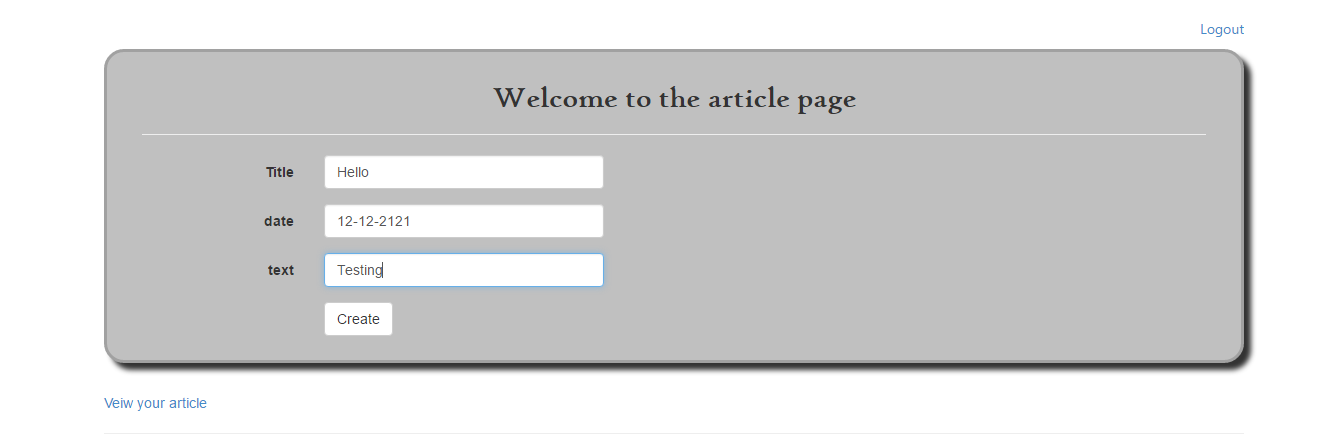 Logout
Welcome to the article page
Title Hello
date 12-12-2121
text Testing
Create
Veiw your article